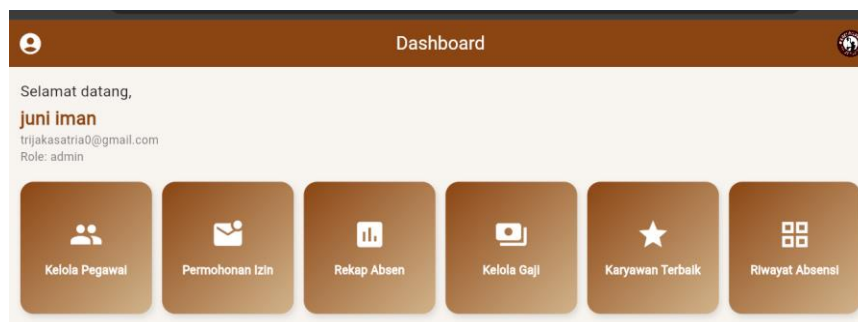 Dashboard
Selamat datang,
juni iman
trijakasatria0@gmail.com
Role: admin
Kelola Pegawai
Permohonan Izin
Rekap Absen
Kelola Gaji
Karyawan Terbaik
Riwayat Absensi